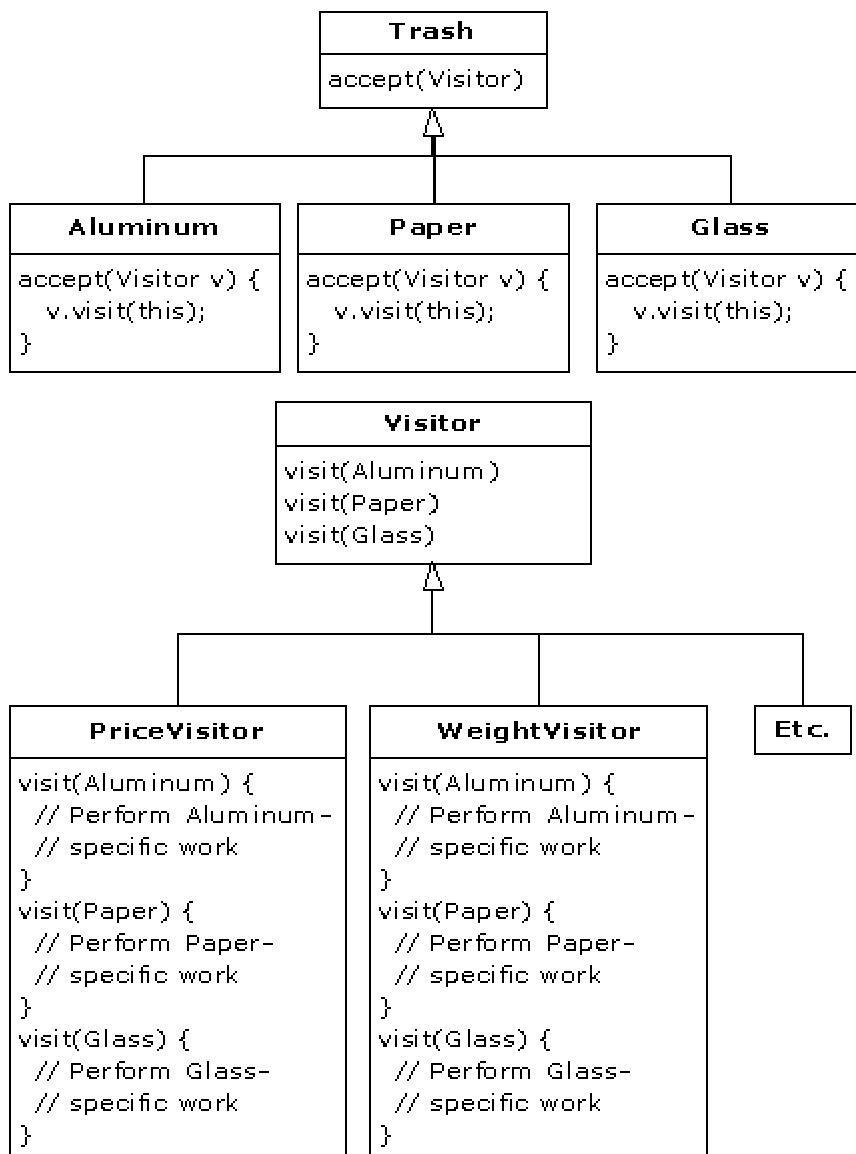 Trash
accept(Visitor)
Aluminum
accept(Visitor v) {
v.visit(this);
}
Paper
accept(Visitor v) {
v.visit(this);
}
Glass
accept(Visitor v) {
v.visit(this);
}
Visitor
visit(Aluminum)
visit(Paper)
visit(Glass)
PriceVisitor
visit(Aluminum) {
// Perform Aluminum-
// specific work
}
visit(Paper) {
// Perform Paper-
// specific work
}
visit(Glass) {
// Perform Glass-
// specific work
}
WeightVisitor
visit(Aluminum) {
// Perform Aluminum-
// specific work
}
visit(Paper) {
// Perform Paper-
// specific work
}
visit(Glass) {
// Perform Glass-
// specific work
}
Etc.